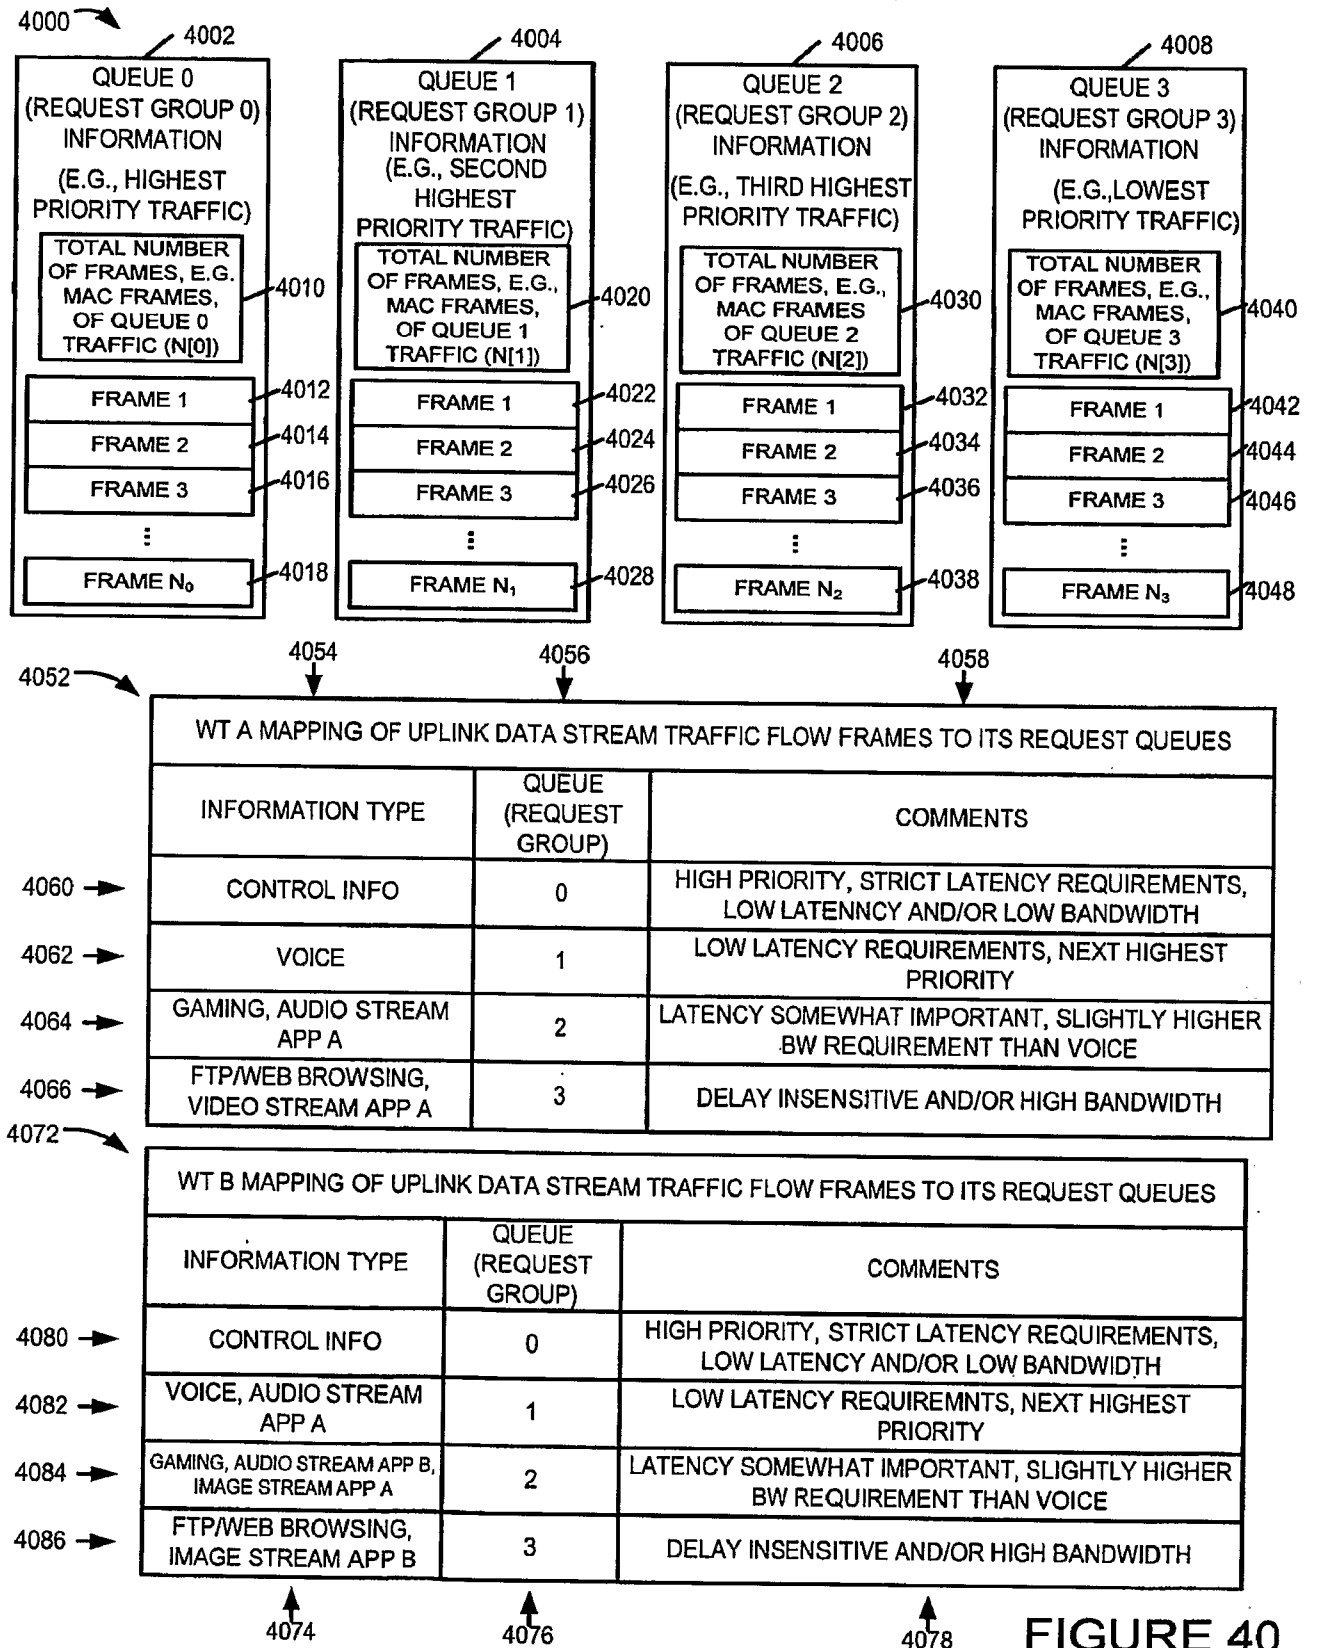 4000
4002
QUEUE 0
(REQUEST GROUP 0)
INFORMATION
(E.G., HIGHEST
PRIORITY TRAFFIC)
TOTAL NUMBER
OF FRAMES, E.G.
MAC FRAMES,
OF QUEUE 0
TRAFFIC (N[0])
4010
FRAME 1
4012
FRAME 2
4014
FRAME 3
4016
⋮
FRAME N₀
4018
4004
QUEUE 1
(REQUEST GROUP 1)
INFORMATION
(E.G., SECOND
HIGHEST
PRIORITY TRAFFIC)
TOTAL NUMBER
OF FRAMES, E.G.,
MAC FRAMES,
OF QUEUE 1
TRAFFIC (N[1])
4020
FRAME 1
4022
FRAME 2
4024
FRAME 3
4026
⋮
FRAME N₁
4028
4006
QUEUE 2
(REQUEST GROUP 2)
INFORMATION
(E.G., THIRD HIGHEST
PRIORITY TRAFFIC)
TOTAL NUMBER
OF FRAMES, E.G.,
MAC FRAMES
OF QUEUE 2
TRAFFIC (N[2])
4030
FRAME 1
4032
FRAME 2
4034
FRAME 3
4036
⋮
FRAME N₂
4038
4008
QUEUE 3
(REQUEST GROUP 3)
INFORMATION
(E.G.,LOWEST
PRIORITY TRAFFIC)
TOTAL NUMBER
OF FRAMES, E.G.,
MAC FRAMES,
OF QUEUE 3
TRAFFIC (N[3])
4040
FRAME 1
4042
FRAME 2
4044
FRAME 3
4046
⋮
FRAME N₃
4048
4052
4054
4056
4058
WT A MAPPING OF UPLINK DATA STREAM TRAFFIC FLOW FRAMES TO ITS REQUEST QUEUES
INFORMATION TYPE
QUEUE
(REQUEST
GROUP)
COMMENTS
4060
CONTROL INFO
0
HIGH PRIORITY, STRICT LATENCY REQUIREMENTS,
LOW LATENNCY AND/OR LOW BANDWIDTH
4062
VOICE
1
LOW LATENCY REQUIREMENTS, NEXT HIGHEST
PRIORITY
4064
GAMING, AUDIO STREAM
APP A
2
LATENCY SOMEWHAT IMPORTANT, SLIGHTLY HIGHER
BW REQUIREMENT THAN VOICE
4066
FTP/WEB BROWSING,
VIDEO STREAM APP A
3
DELAY INSENSITIVE AND/OR HIGH BANDWIDTH
4072
WT B MAPPING OF UPLINK DATA STREAM TRAFFIC FLOW FRAMES TO ITS REQUEST QUEUES
INFORMATION TYPE
QUEUE
(REQUEST
GROUP)
COMMENTS
4080
CONTROL INFO
0
HIGH PRIORITY, STRICT LATENCY REQUIREMENTS,
LOW LATENCY AND/OR LOW BANDWIDTH
4082
VOICE, AUDIO STREAM
APP A
1
LOW LATENCY REQUIREMNTS, NEXT HIGHEST
PRIORITY
4084
GAMING, AUDIO STREAM APP B,
IMAGE STREAM APP A
2
LATENCY SOMEWHAT IMPORTANT, SLIGHTLY HIGHER
BW REQUIREMENT THAN VOICE
4086
FTP/WEB BROWSING,
IMAGE STREAM APP B
3
DELAY INSENSITIVE AND/OR HIGH BANDWIDTH
4074
4076
4078
FIGURE 40